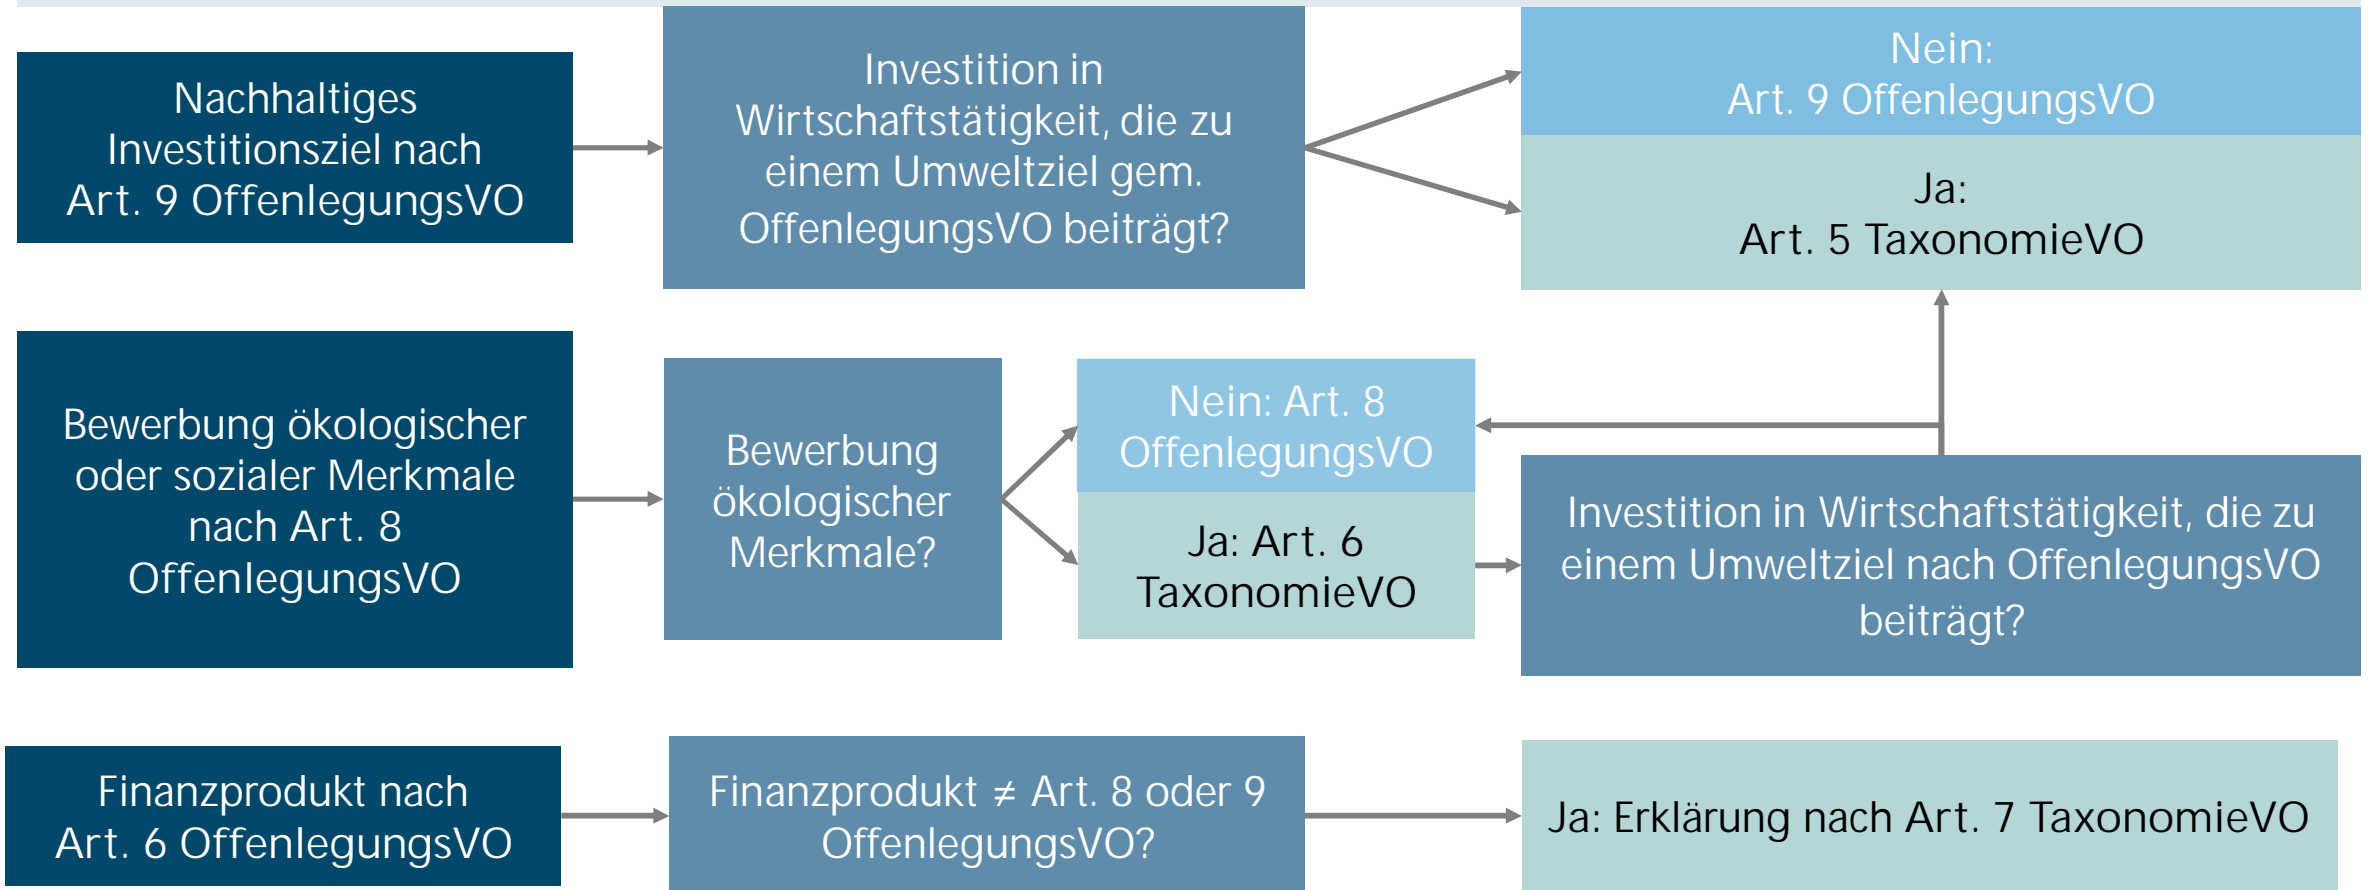 Nachhaltiges
Investitionsziel nach
Art. 9 OffenlegungsVO
Investition in
Wirtschaftstätigkeit, die zu
einem Umweltziel gem.
OffenlegungsVO beiträgt?
Nein:
Art. 9 OffenlegungsVO
Ja:
Art. 5 TaxonomieVO
Bewerbung ökologischer
oder sozialer Merkmale
nach Art. 8
OffenlegungsVO
Bewerbung
ökologischer
Merkmale?
Nein: Art. 8
OffenlegungsVO
Ja: Art. 6
TaxonomieVO
Investition in Wirtschaftstätigkeit, die zu
einem Umweltziel nach OffenlegungsVO
beiträgt?
Finanzprodukt nach
Art. 6 OffenlegungsVO
Finanzprodukt ≠ Art. 8 oder 9
OffenlegungsVO?
Ja: Erklärung nach Art. 7 TaxonomieVO